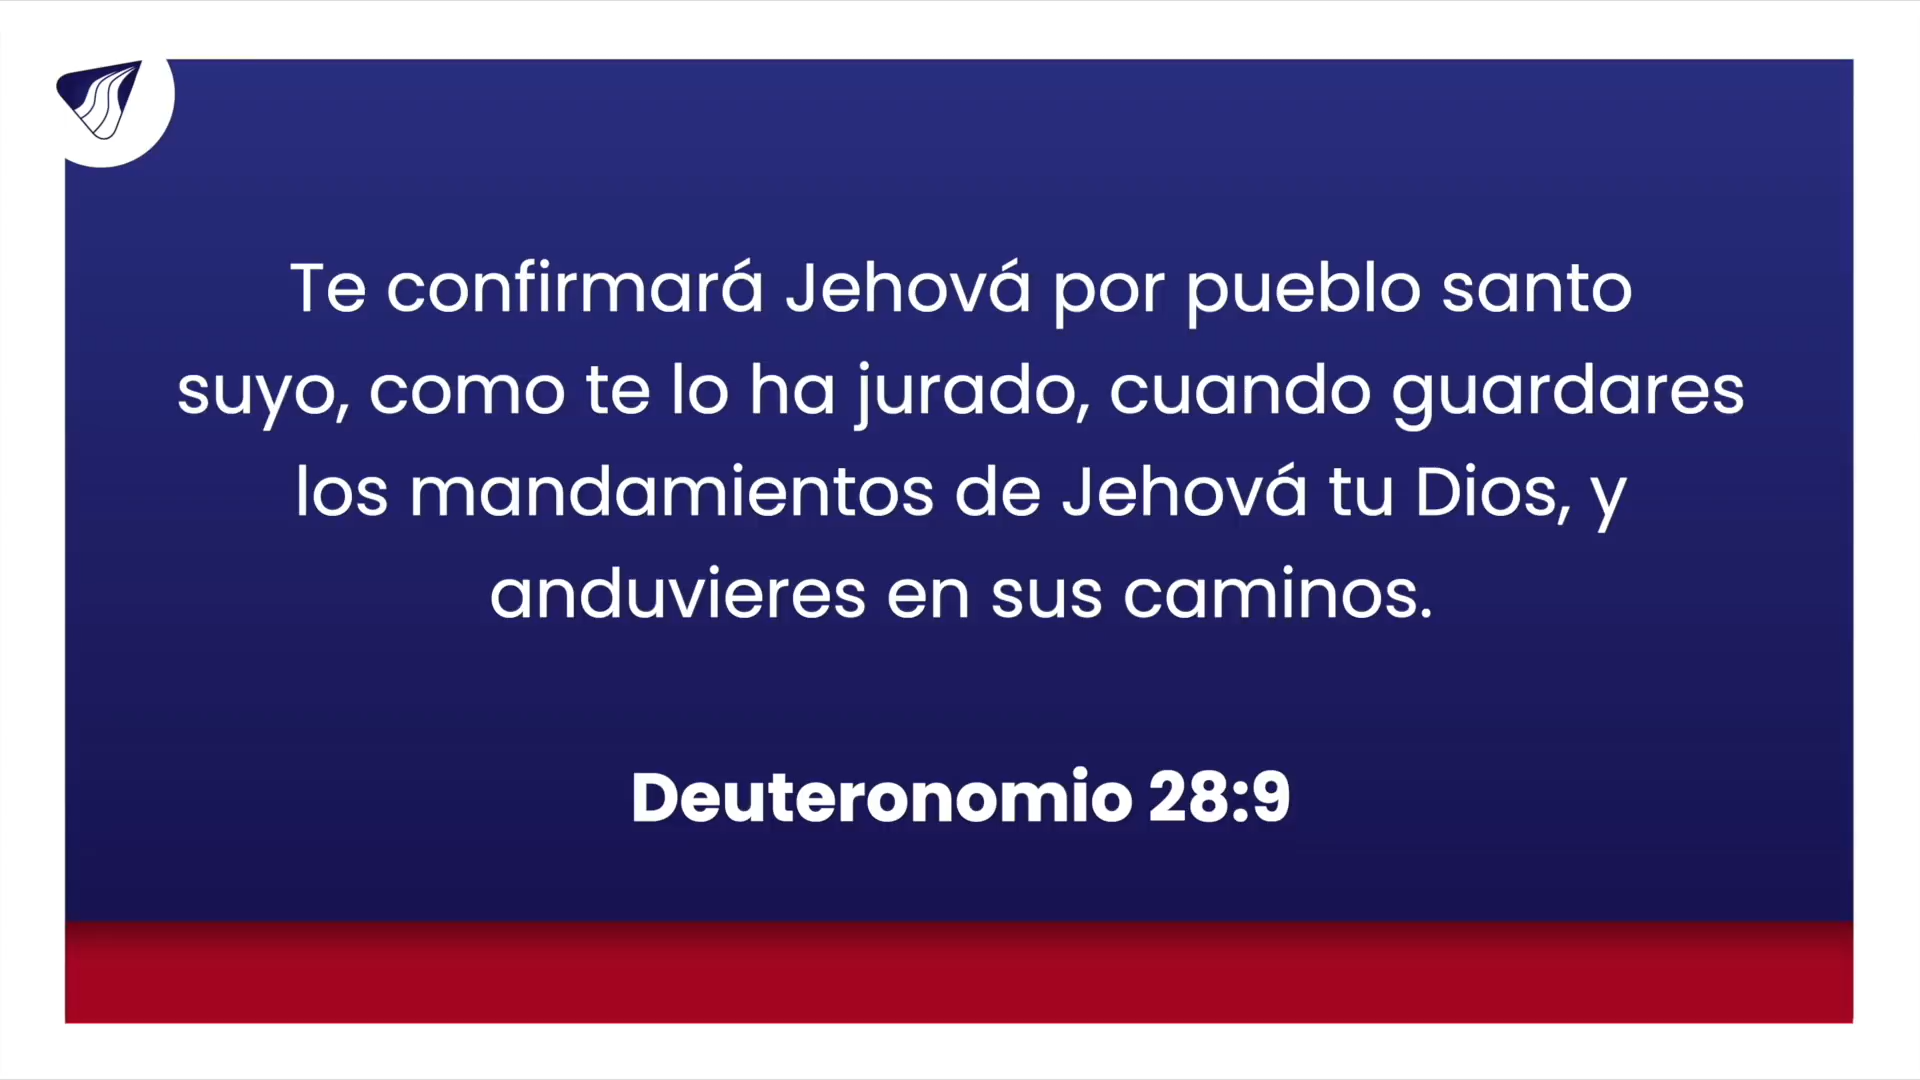 Te confirmará Jehová por pueblo santo
suyo, como te lo ha jurado, cuando guardares
los mandamientos de Jehová tu Dios, y
anduvieres en sus caminos.
Deuteronomio 28:9